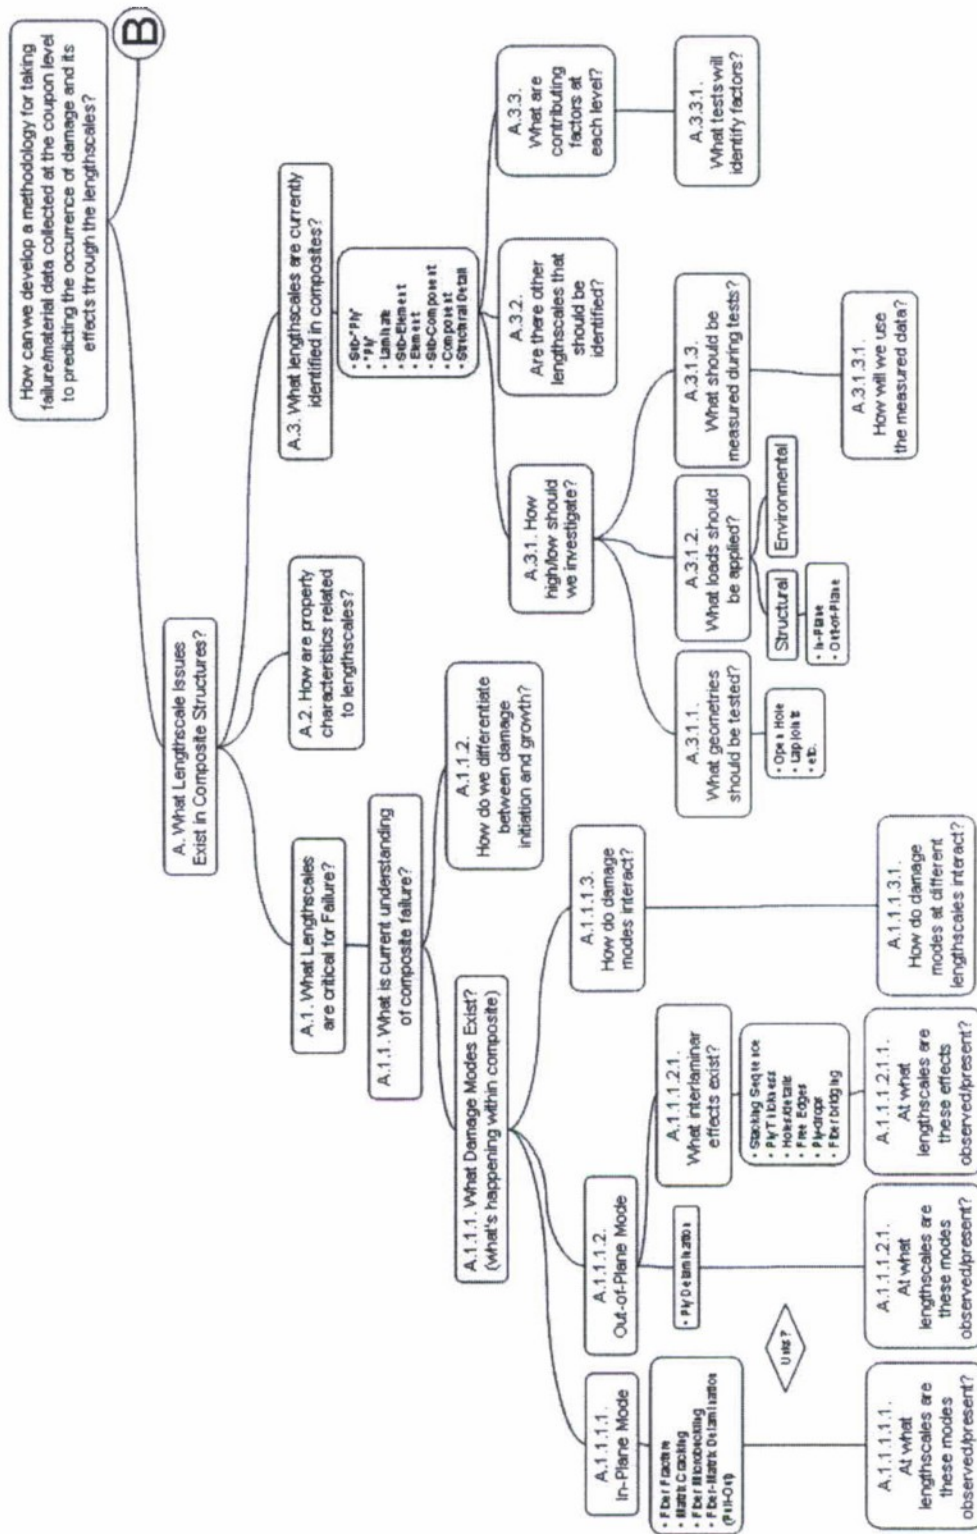 How can we develop a methodology for taking
failure/material data collected at the coupon level
to predicting the occurrence of damage and its
effects through the lengthscales?
B
A. What Lengthscale Issues
Exist in Composite Structures?
A.1. What Lengthscales
are critical for Failure?
A.2. How are property
characteristics related
to lengthscales?
A.3. What lengthscales are currently
identified in composites?
• Sub-"Ply"
• "Ply"
• Laminate
• Sub-Element
• Element
• Sub-Component
• Component
• Structural Detail
A.1.1. What is current understanding
of composite failure?
A.3.1. How
high/low should
we investigate?
A.3.2.
Are there other
lengthscales that
should be
identified?
A.3.3.
What are
contributing
factors at
each level?
A.1.1.1. What Damage Modes Exist?
(what's happening within composite)
A.1.1.2.
How do we differentiate
between damage
initiation and growth?
A.3.1.1.
What geometries
should be tested?
• Open Hole
• Lap joints
• etc.
A.3.1.2.
What loads should
be applied?
Structural
Environmental
• In-Plane
• Out-of-Plane
A.3.1.3.
What should be
measured during tests?
A.3.3.1.
What tests will
identify factors?
A.3.1.3.1.
How will we use
the measured data?
A.1.1.1.1.
In-Plane Mode
• Fiber Fracture
• Matrix Cracking
• Fiber Microbuckling
• Fiber-Matrix Delamination
(Pull-Out)
A.1.1.1.2.
Out-of-Plane Mode
• Ply Delamination
A.1.1.1.2.1.
What interlaminar
effects exist?
• Stacking Sequence
• Ply Thickness
• Holes/details
• Free Edges
• Ply-drops
• Fiber bridging
A.1.1.1.3.
How do damage
modes interact?
A.1.1.1.1.1.
At what
lengthscales are
these modes
observed/present?
A.1.1.1.2.1.
At what
lengthscales are
these modes
observed/present?
A.1.1.1.2.1.1.
At what
lengthscales are
these effects
observed/present?
A.1.1.1.3.1.
How do damage
modes at different
lengthscales interact?